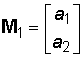 M₁ = [ a₁
a₂ ]